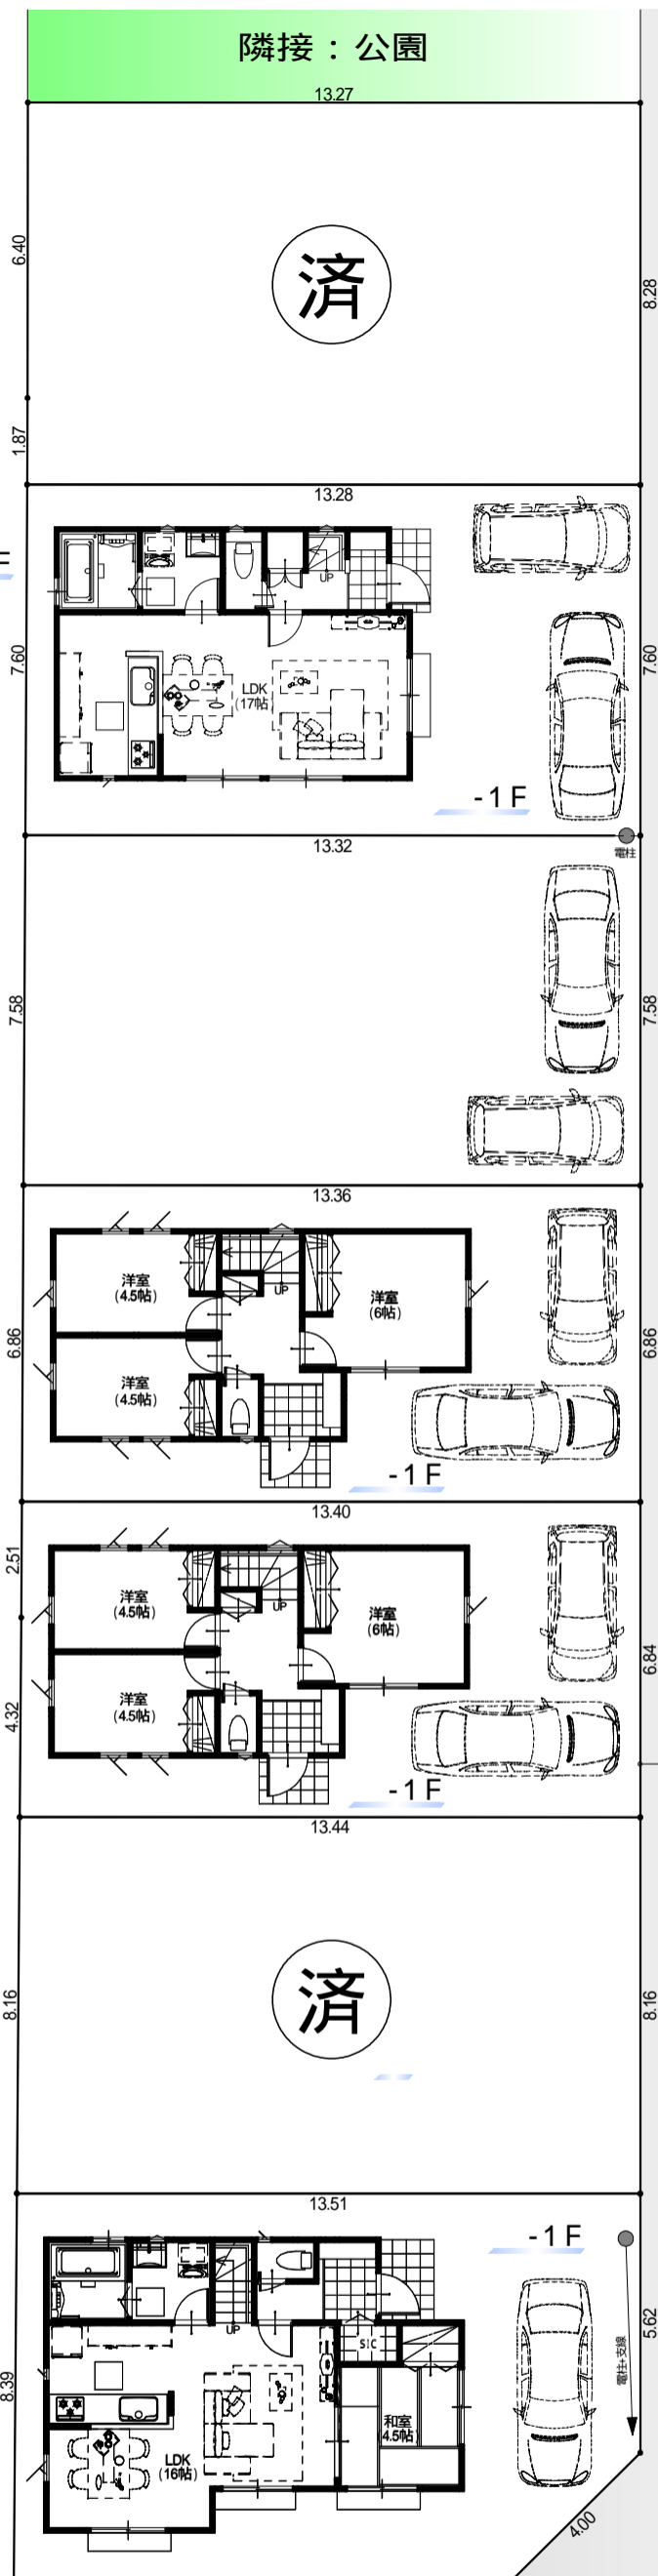 隣接：公園
13.27
6.40
済
8.28
1.87
13.28
UP
7.60
LDK
(17帖)
7.60
-1F
13.32
電柱
7.58
7.58
13.36
洋室
(4.5帖)
UP
洋室
(6帖)
6.86
洋室
(4.5帖)
6.86
-1F
13.40
2.51
洋室
(4.5帖)
UP
洋室
(6帖)
6.84
4.32
洋室
(4.5帖)
-1F
13.44
済
8.16
8.16
13.51
-1F
UP
SIC
5.62
電柱+支線
8.39
和室
4.5帖)
LDK
(16帖)
4.00